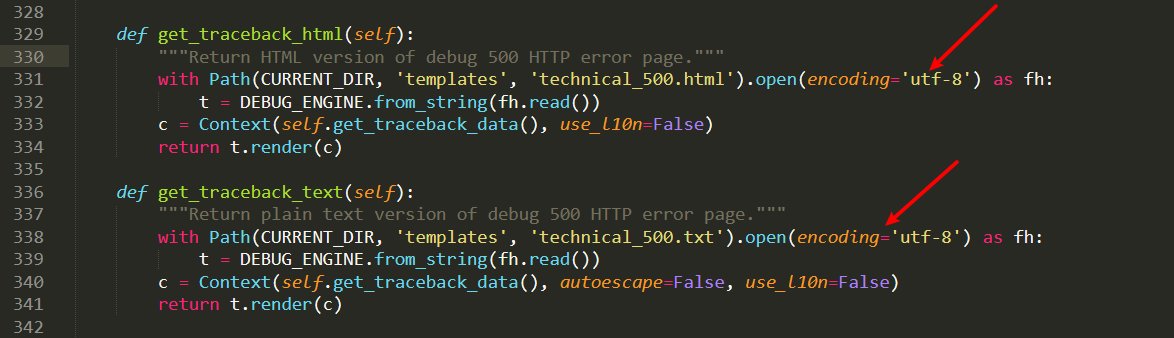 328
329 def get_traceback_html(self):
330 """Return HTML version of debug 500 HTTP error page."""
331 with Path(CURRENT_DIR, 'templates', 'technical_500.html').open(encoding='utf-8') as fh:
332 t = DEBUG_ENGINE.from_string(fh.read())
333 c = Context(self.get_traceback_data(), use_l10n=False)
334 return t.render(c)
335
336 def get_traceback_text(self):
337 """Return plain text version of debug 500 HTTP error page."""
338 with Path(CURRENT_DIR, 'templates', 'technical_500.txt').open(encoding='utf-8') as fh:
339 t = DEBUG_ENGINE.from_string(fh.read())
340 c = Context(self.get_traceback_data(), autoescape=False, use_l10n=False)
341 return t.render(c)
342